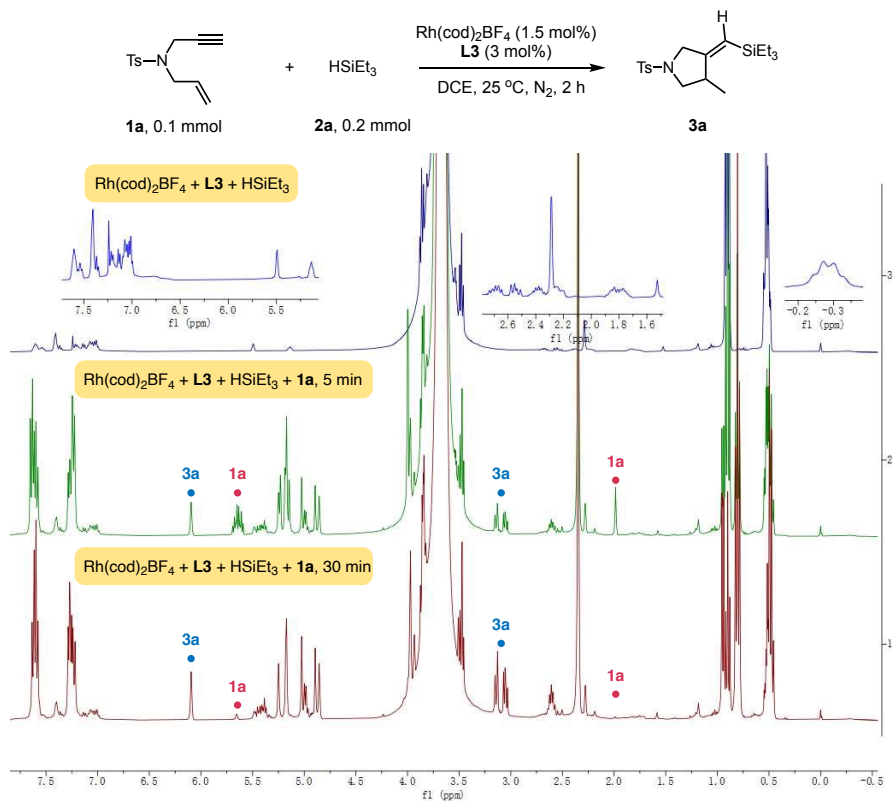 H
Ts
N
+
HSiEt3
Rh(cod)2BF4 (1.5 mol%)
L3 (3 mol%)
DCE, 25 °C, N2, 2 h
Ts N
SiEt3
1a, 0.1 mmol
2a, 0.2 mmol
3a
Rh(cod)2BF4 + L3 + HSiEt3
7.5 7.0 6.5 6.0 5.5
f1 (ppm)
2.6 2.4 2.2 2.0 1.8 1.6
f1 (ppm)
-0.2 -0.3
f1 (ppm)
-3
Rh(cod)2BF4 + L3 + HSiEt3 + 1a, 5 min
3a
1a
3a
1a
-2
Rh(cod)2BF4 + L3 + HSiEt3 + 1a, 30 min
3a
1a
3a
1a
-1
7.5 7.0 6.5 6.0 5.5 5.0 4.5 4.0 3.5 3.0 2.5 2.0 1.5 1.0 0.5 0.0 -0.5
f1 (ppm)